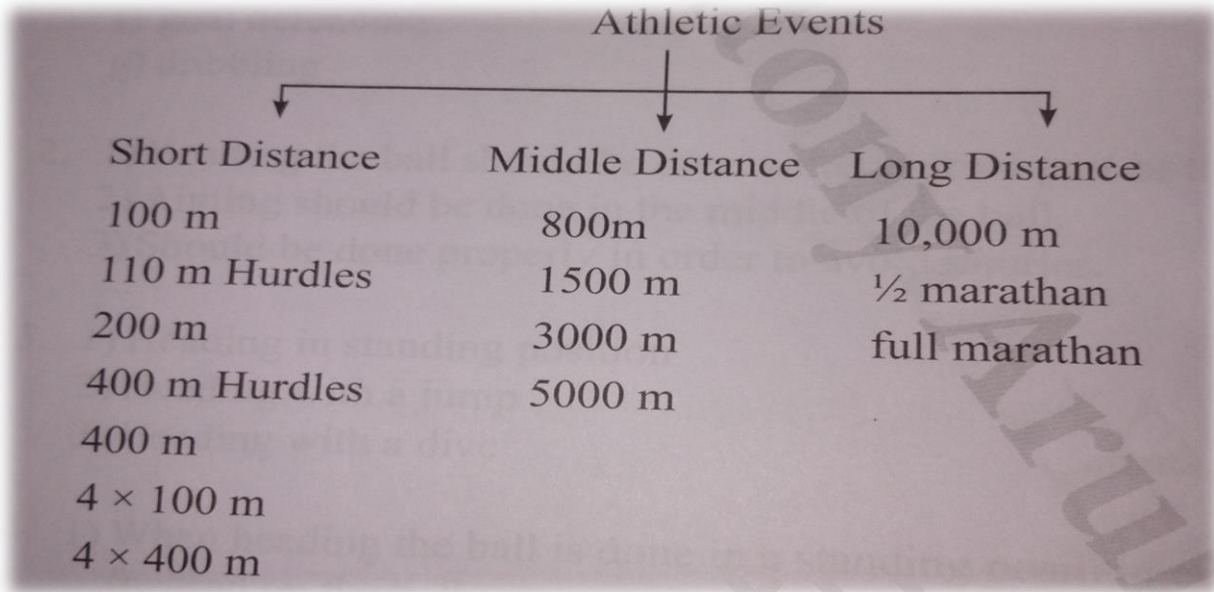 Athletic Events
Short Distance
100 m
110 m Hurdles
200 m
400 m Hurdles
400 m
4 × 100 m
4 × 400 m
Middle Distance
800m
1500 m
3000 m
5000 m
Long Distance
10,000 m
½ marathan
full marathan